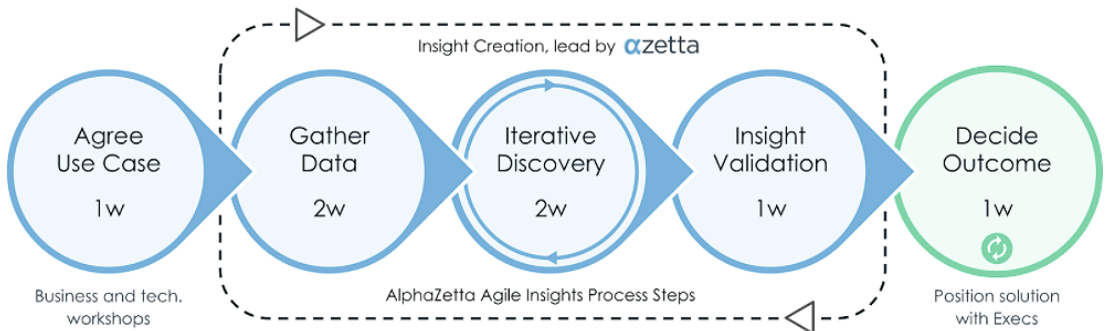 Insight Creation, lead by αzetta
Agree
Use Case
1w
Gather
Data
2w
Iterative
Discovery
2w
Insight
Validation
1w
Decide
Outcome
1w
Business and tech.
workshops
AlphaZetta Agile Insights Process Steps
Position solution
with Execs